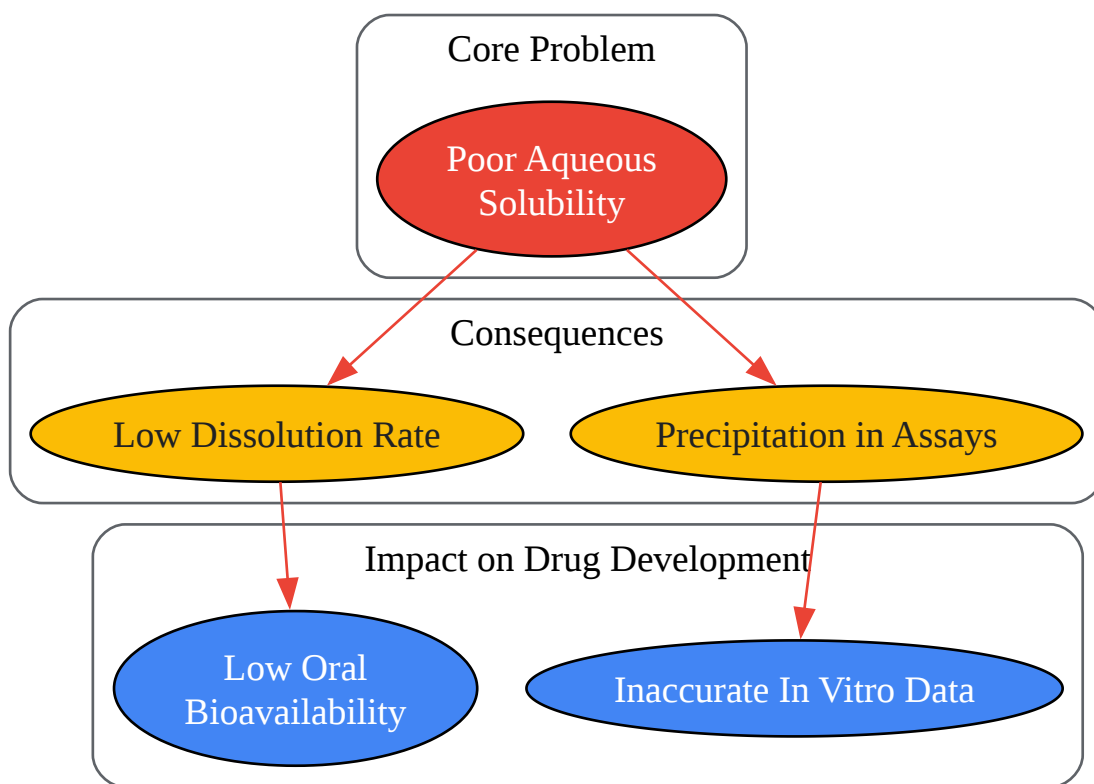 Core Problem
Poor Aqueous
Solubility
Consequences
Low Dissolution Rate
Precipitation in Assays
Impact on Drug Development
Low Oral
Bioavailability
Inaccurate In Vitro Data